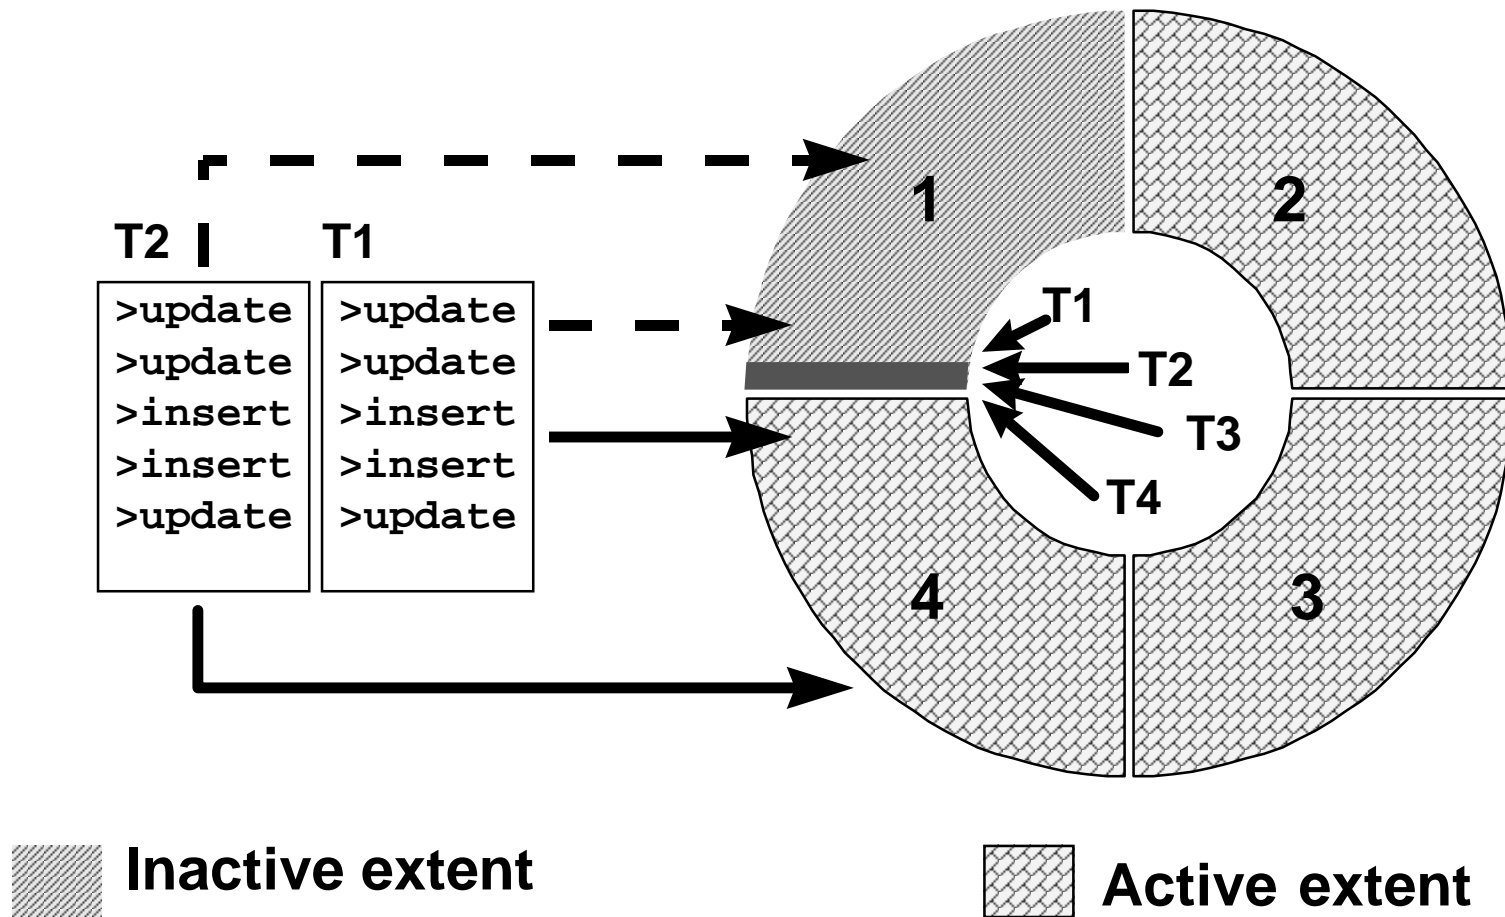 1
2
T2
T1
>update
>update
>insert
>insert
>update
>update
>update
>insert
>insert
>update
T1
T2
T3
T4
4
3
Inactive extent
Active extent